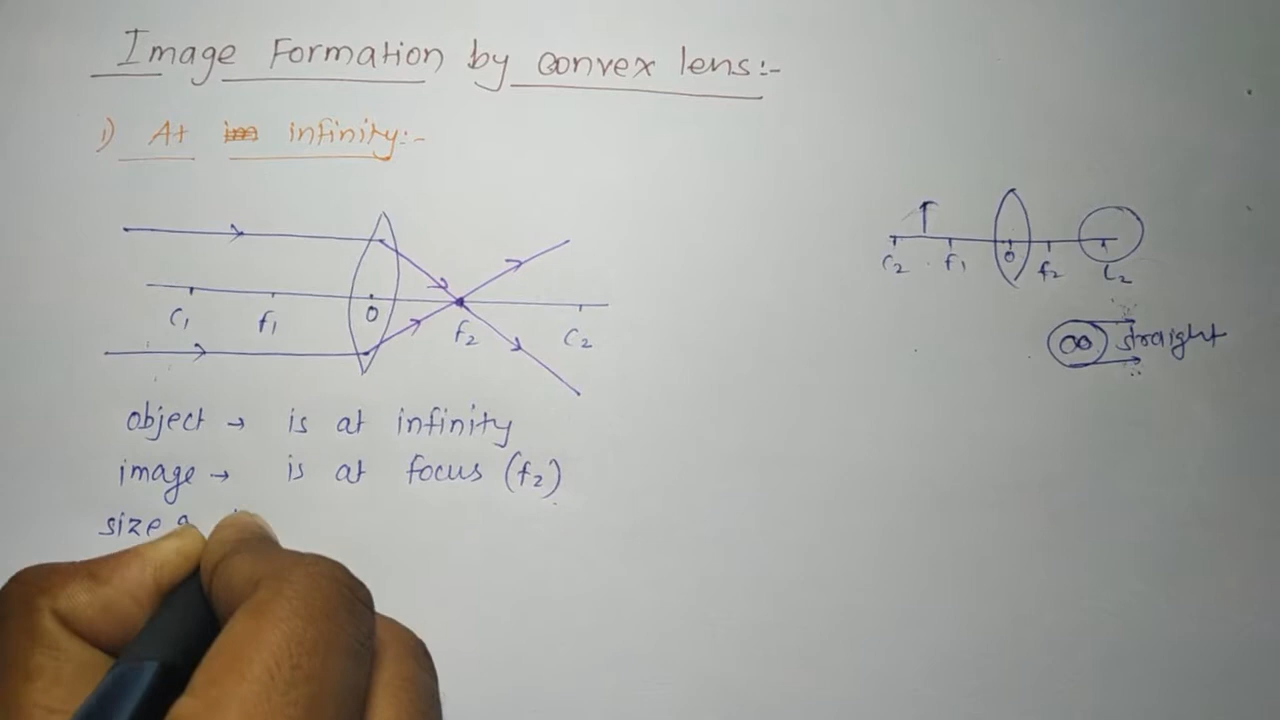 Image Formation by convex lens:-
i) At infinity:-
C₁ f₁ O f₂ C₂
C₂ f₁ O f₂ C₂
∞ straight
object → is at infinity
image → is at focus (f₂)
size